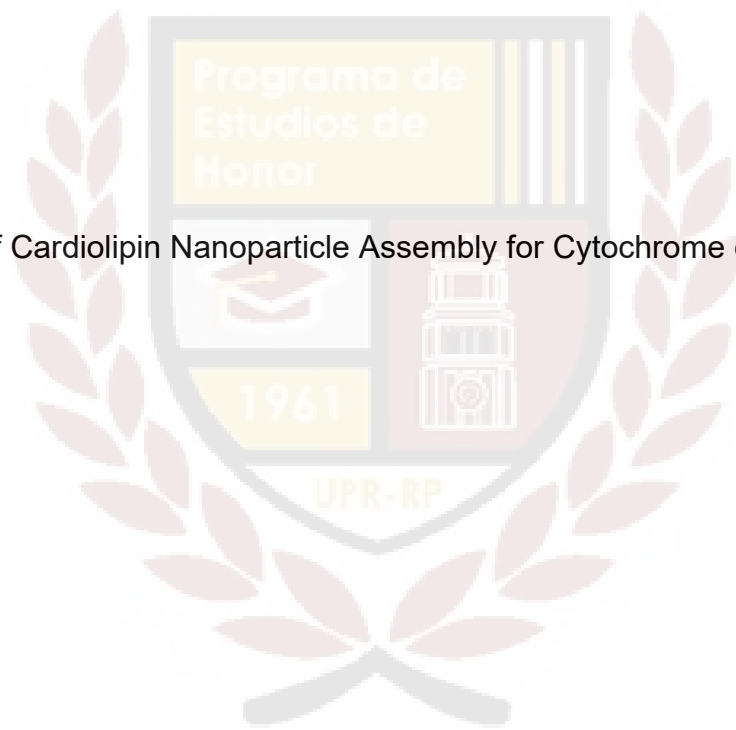 Programa de
Estudios de
Honor
f Cardiolipin Nanoparticle Assembly for Cytochrome
1961
UPR-RP